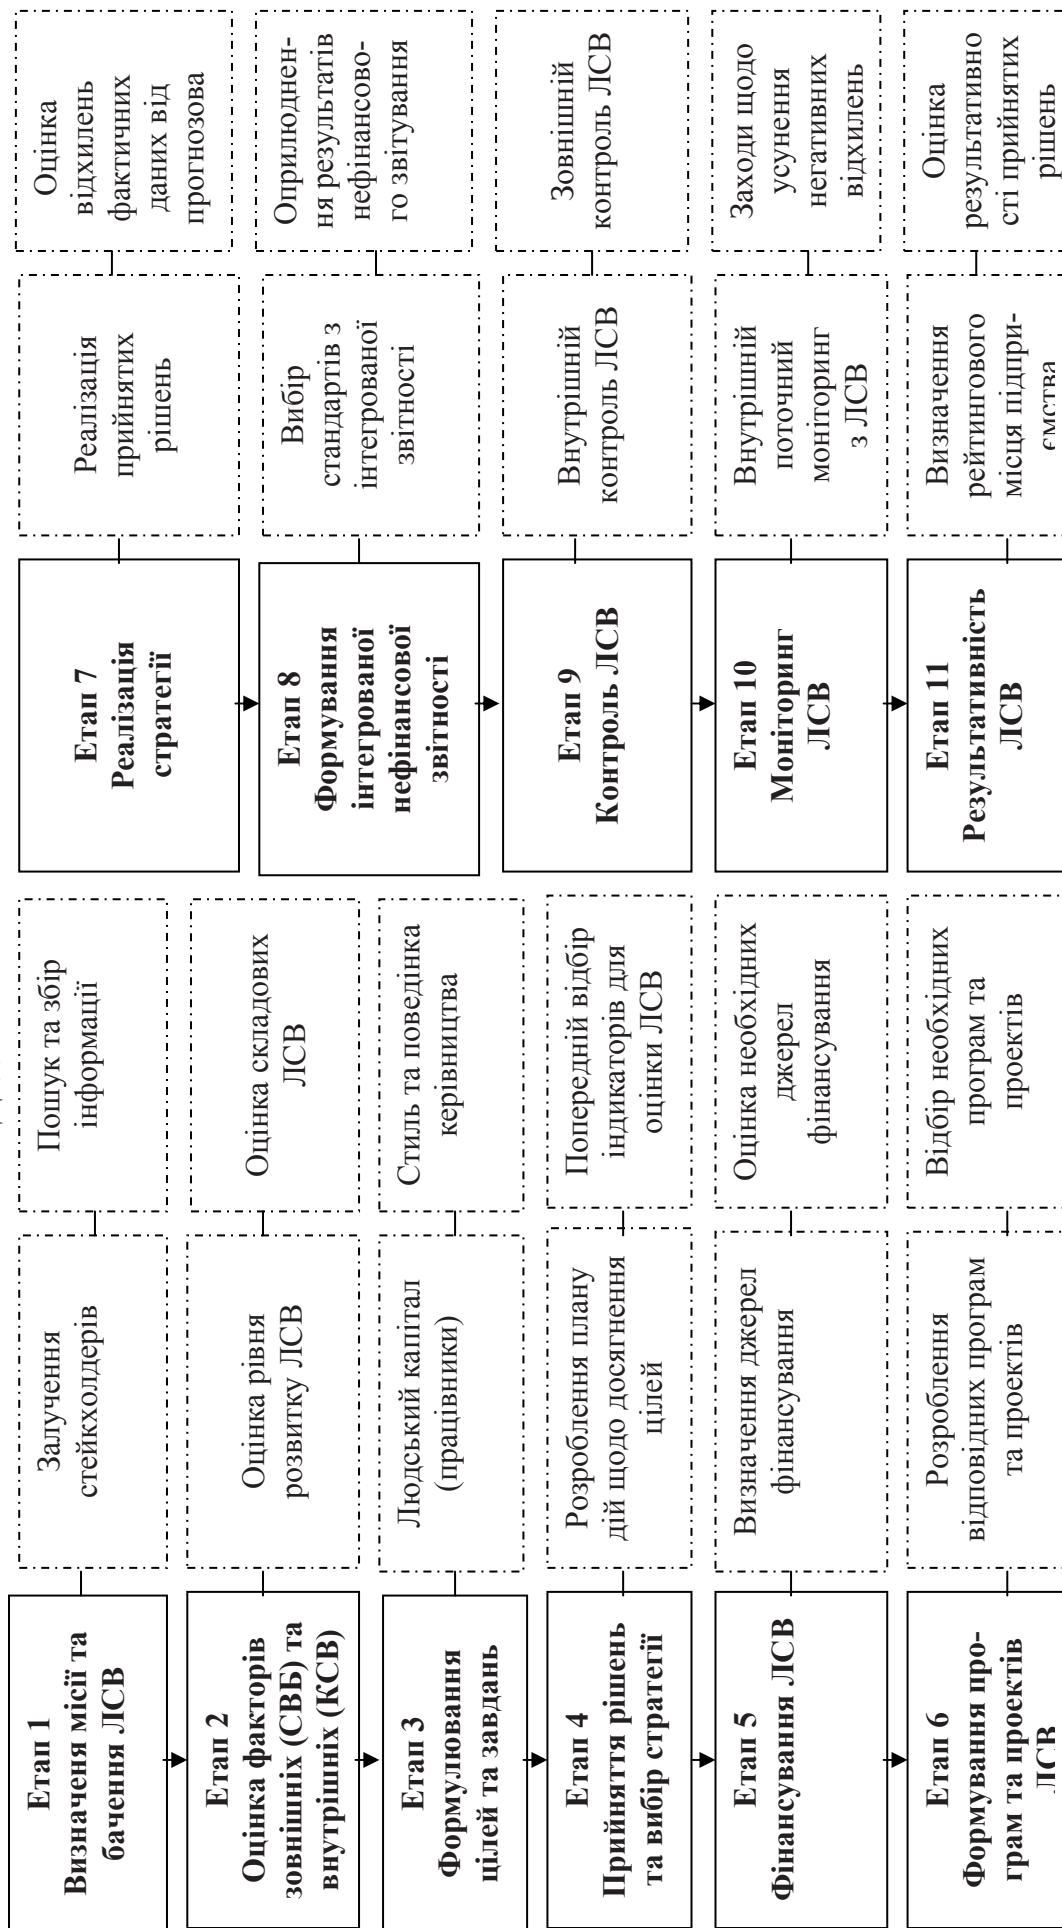 Етап 1
Визначеня місії та
бачення ЛСВ
Залучення
стейкхолдерів
Пошук та збір
інформації
Етап 2
Оцінка факторів
зовнішніх (СВБ) та
внутрішніх (КСВ)
Оцінка рівня
розвитку ЛСВ
Оцінка складових
ЛСВ
Етап 3
Формулювання
цілей та завдань
Людський капітал
(працівники)
Стиль та поведінка
керівництва
Етап 4
Прийняття рішень
та вибір стратегії
Розроблення плану
дій щодо досягнення
цілей
Попередній відбір
індикаторів для
оцінки ЛСВ
Етап 5
Фінансування ЛСВ
Визначення джерел
фінансування
Оцінка необхідних
джерел
фінансування
Етап 6
Формування про-
грам та проектів
ЛСВ
Розроблення
відповідних програм
та проектів
Відбір необхідних
програм та
проектів
Етап 7
Реалізація
стратегії
Реалізація
прийнятих
рішень
Оцінка
відхилень
фактичних
даних від
прогнозова
Етап 8
Формування
інтегрованої
нефінансової
звітності
Вибір
стандартів з
інтегрованої
звітності
Оприлюднен-
ня результатів
нефінансово-
го звітування
Етап 9
Контроль ЛСВ
Внутрішній
контроль ЛСВ
Зовнішній
контроль ЛСВ
Етап 10
Моніторинг
ЛСВ
Внутрішній
поточний
моніторинг
з ЛСВ
Заходи щодо
усунення
негативних
відхилень
Етап 11
Результативність
ЛСВ
Визначення
рейтингового
місця підпри-
ємства
Оцінка
результативно
сті прийнятих
рішень